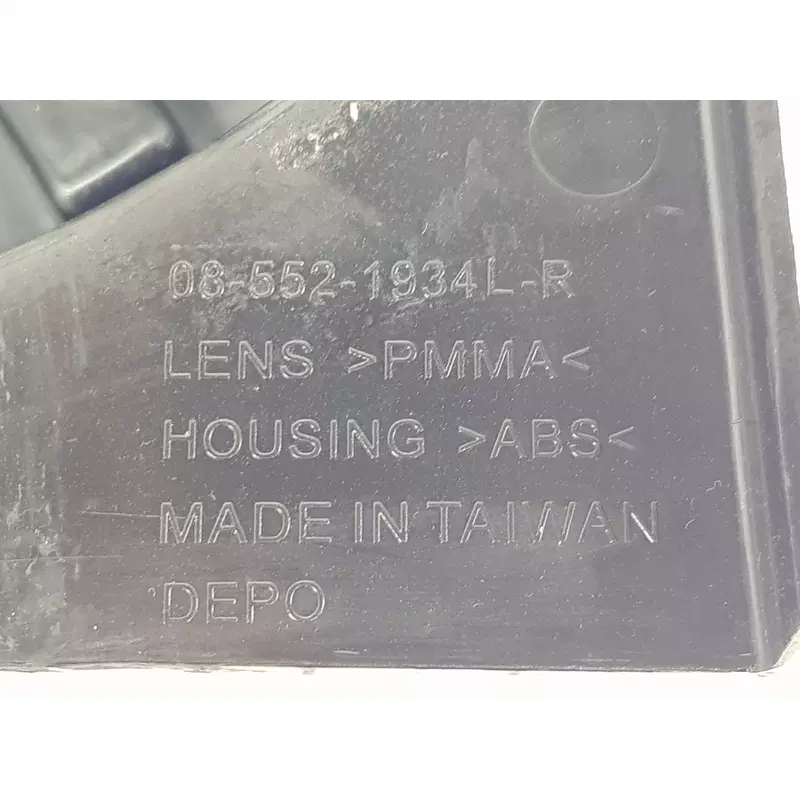 08-552-1934L-R
LENS >PMMA<
HOUSING >ABS<
MADE IN TAIWAN
DEPO